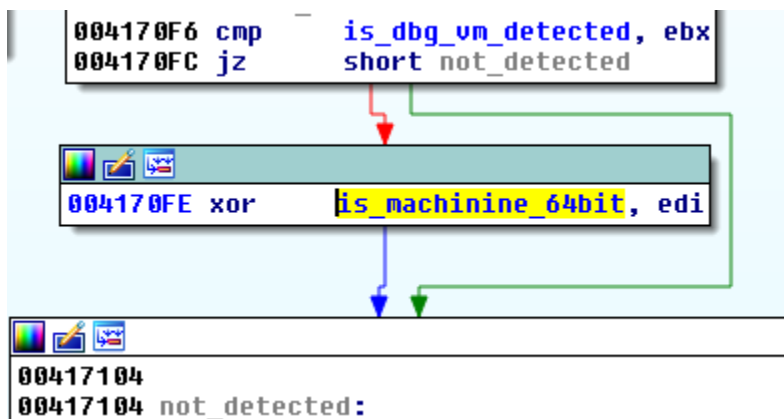 004170F6 cmp is_dbg_vm_detected, ebx
004170FC jz short not_detected
004170FE xor is_machinine_64bit, edi
00417104
00417104 not_detected: